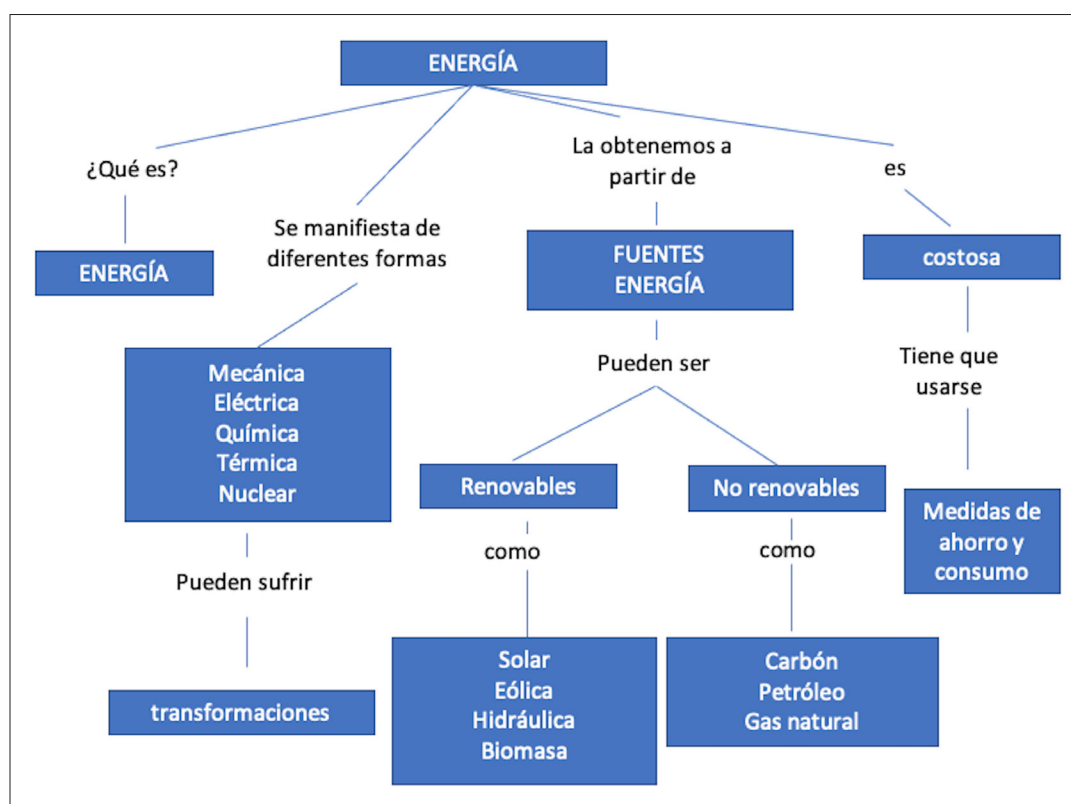 ENERGÍA
¿Qué es?
ENERGÍA
Se manifiesta de
diferentes formas
Mecánica
Eléctrica
Química
Térmica
Nuclear
Pueden sufrir
transformaciones
La obtenemos a
partir de
FUENTES
ENERGÍA
Pueden ser
Renovables
como
Solar
Eólica
Hidráulica
Biomasa
No renovables
como
Carbón
Petróleo
Gas natural
es
costosa
Tiene que
usarse
Medidas de
ahorro y
consumo